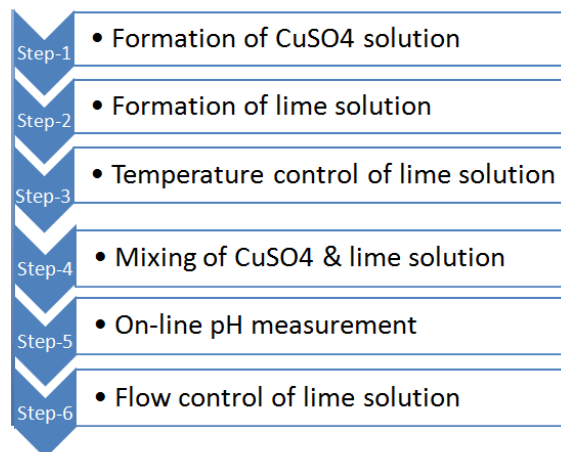 Step-1 • Formation of CuSO4 solution
Step-2 • Formation of lime solution
Step-3 • Temperature control of lime solution
Step-4 • Mixing of CuSO4 & lime solution
Step-5 • On-line pH measurement
Step-6 • Flow control of lime solution